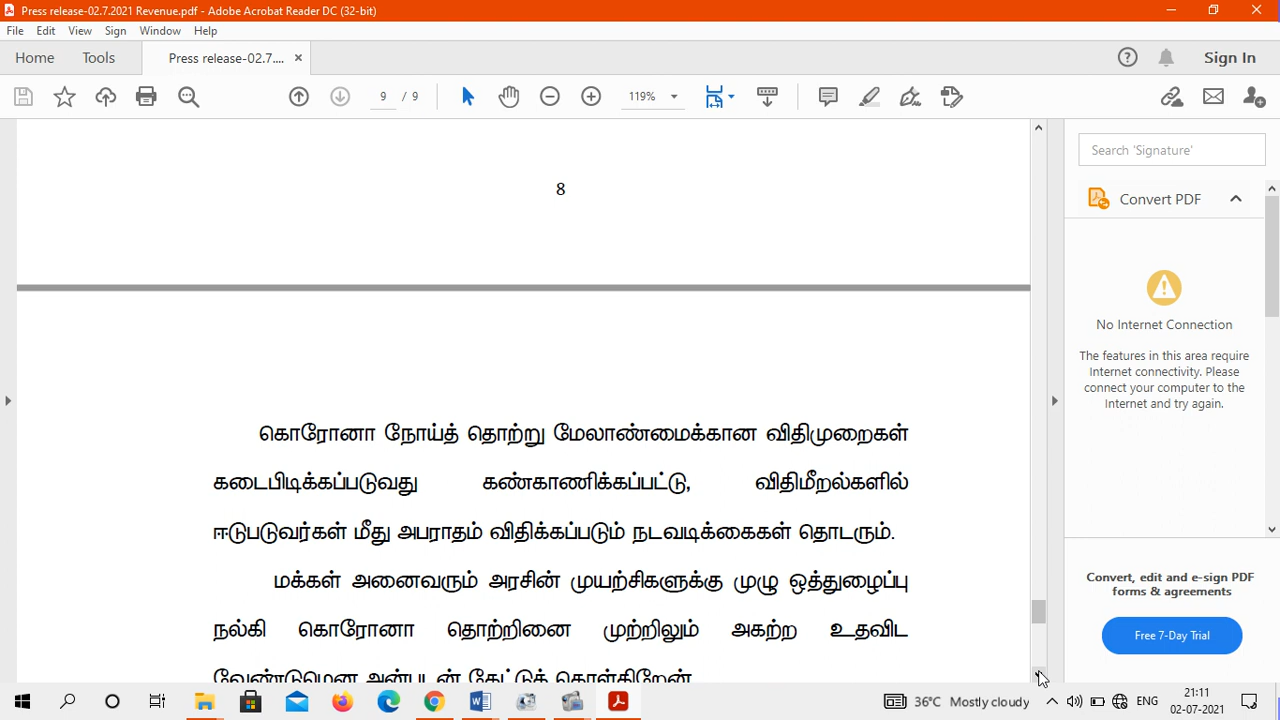 Press release-02.7.2021 Revenue.pdf - Adobe Acrobat Reader DC (32-bit)
File Edit View Sign Window Help
Home Tools Press release-02.7.... × Sign In
9 / 9 119%
Search 'Signature'
Convert PDF
8
No Internet Connection
The features in this area require
Internet connectivity. Please
connect your computer to the
Internet and try again.
கொரோனா நோய்த் தொற்று மேலாண்மைக்கான விதிமுறைகள்
கடைபிடிக்கப்படுவது கண்காணிக்கப்பட்டு, விதிமீறல்களில்
ஈடுபடுவர்கள் மீது அபராதம் விதிக்கப்படும் நடவடிக்கைகள் தொடரும்.
மக்கள் அனைவரும் அரசின் முயற்சிகளுக்கு முழு ஒத்துழைப்பு
நல்கி கொரோனா தொற்றினை முற்றிலும் அகற்ற உதவிட
வேண்டுமென அன்புடன் கேட்டுக் கொள்கிறேன்.
Convert, edit and e-sign PDF
forms & agreements
Free 7-Day Trial
36°C Mostly cloudy ENG 21:11
02-07-2021